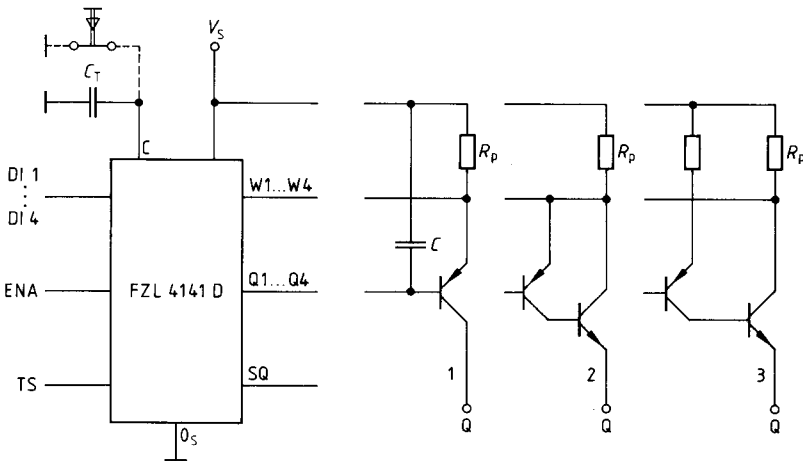 V_S
C_T
C
DI 1
⋮
DI 4
W1...W4
ENA
FZL 4141 D
Q1...Q4
TS
SQ
0_S
R_p
C
1
Q
R_p
2
Q
R_p
3
Q